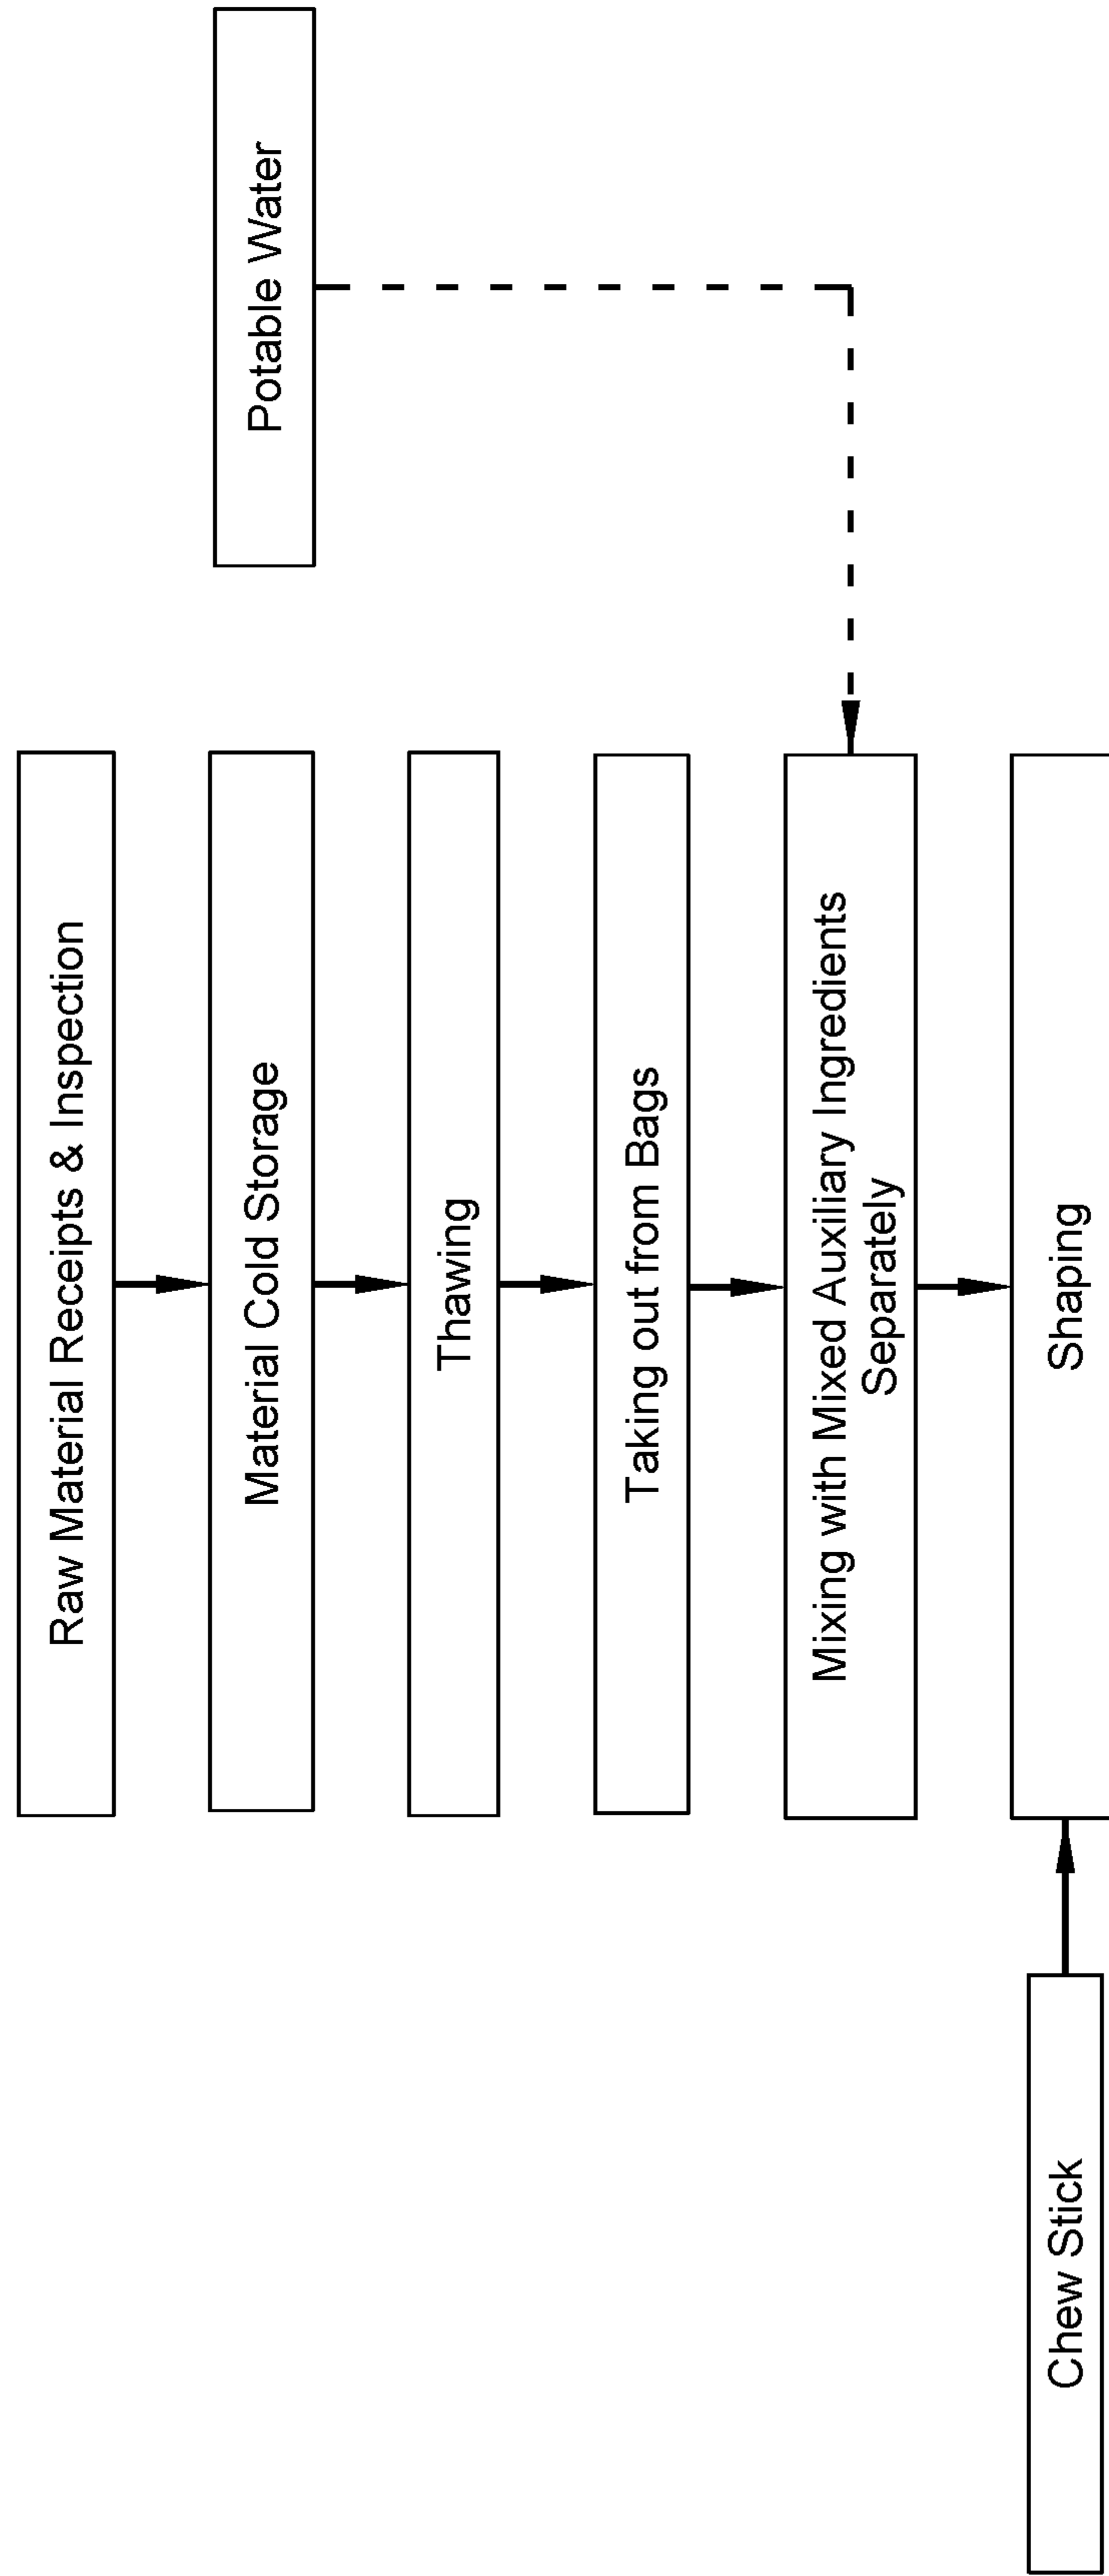 Raw Material Receipts & Inspection
Material Cold Storage
Potable Water
Thawing
Taking out from Bags
Mixing with Mixed Auxiliary Ingredients
Separately
Chew Stick
Shaping